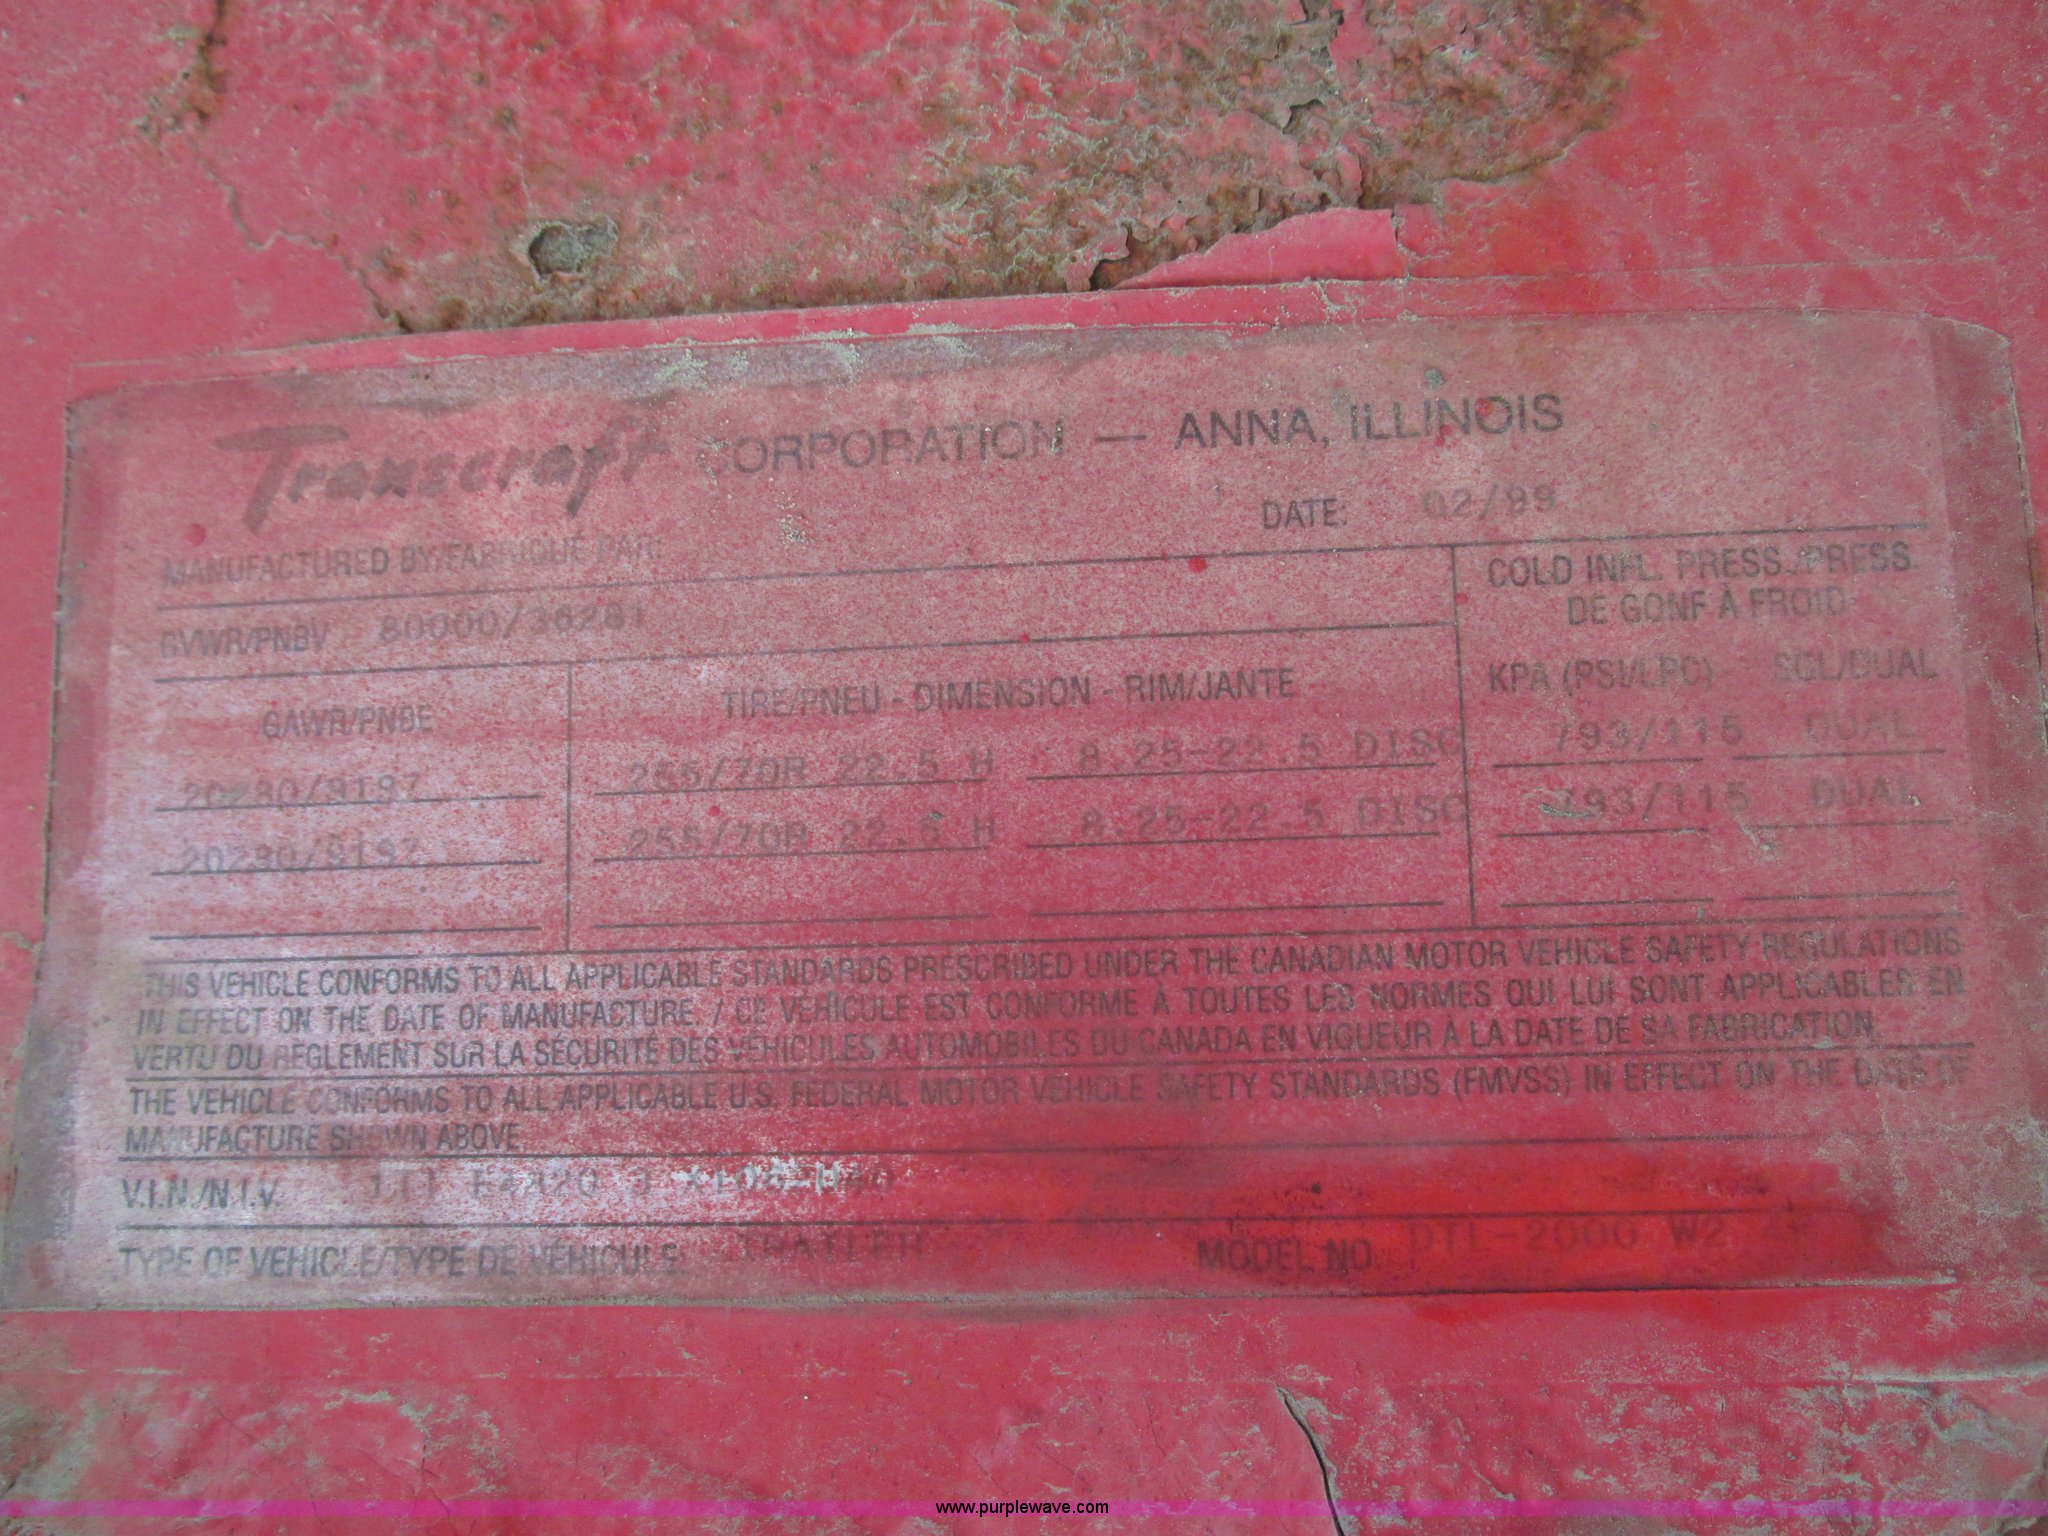 Transcraft CORPORATION — ANNA, ILLINOIS
DATE: 02/99
MANUFACTURED BY/FABRIQUÉ PAR:
GVWR/PNBV 80000/36281
COLD INFL. PRESS./PRESS.
DE GONF À FROID
GAWR/PNBE TIRE/PNEU - DIMENSION - RIM/JANTE KPA (PSI/LPC) SGL/DUAL
20280/9197 255/70R 22.5 H 8.25-22.5 DISC 793/115 DUAL
20280/9197 255/70R 22.5 H 8.25-22.5 DISC 793/115 DUAL
THIS VEHICLE CONFORMS TO ALL APPLICABLE STANDARDS PRESCRIBED UNDER THE CANADIAN MOTOR VEHICLE SAFETY REGULATIONS
IN EFFECT ON THE DATE OF MANUFACTURE. / CE VÉHICULE EST CONFORME À TOUTES LES NORMES QUI LUI SONT APPLICABLES EN
VERTU DU RÈGLEMENT SUR LA SÉCURITÉ DES VÉHICULES AUTOMOBILES DU CANADA EN VIGUEUR À LA DATE DE SA FABRICATION.
THE VEHICLE CONFORMS TO ALL APPLICABLE U.S. FEDERAL MOTOR VEHICLE SAFETY STANDARDS (FMVSS) IN EFFECT ON THE DATE OF
MANUFACTURE SHOWN ABOVE
V.I.N./N.I.V.
TYPE OF VEHICLE/TYPE DE VÉHICULE: TRAILER MODEL NO. DTL-2000 W2
www.purplewave.com